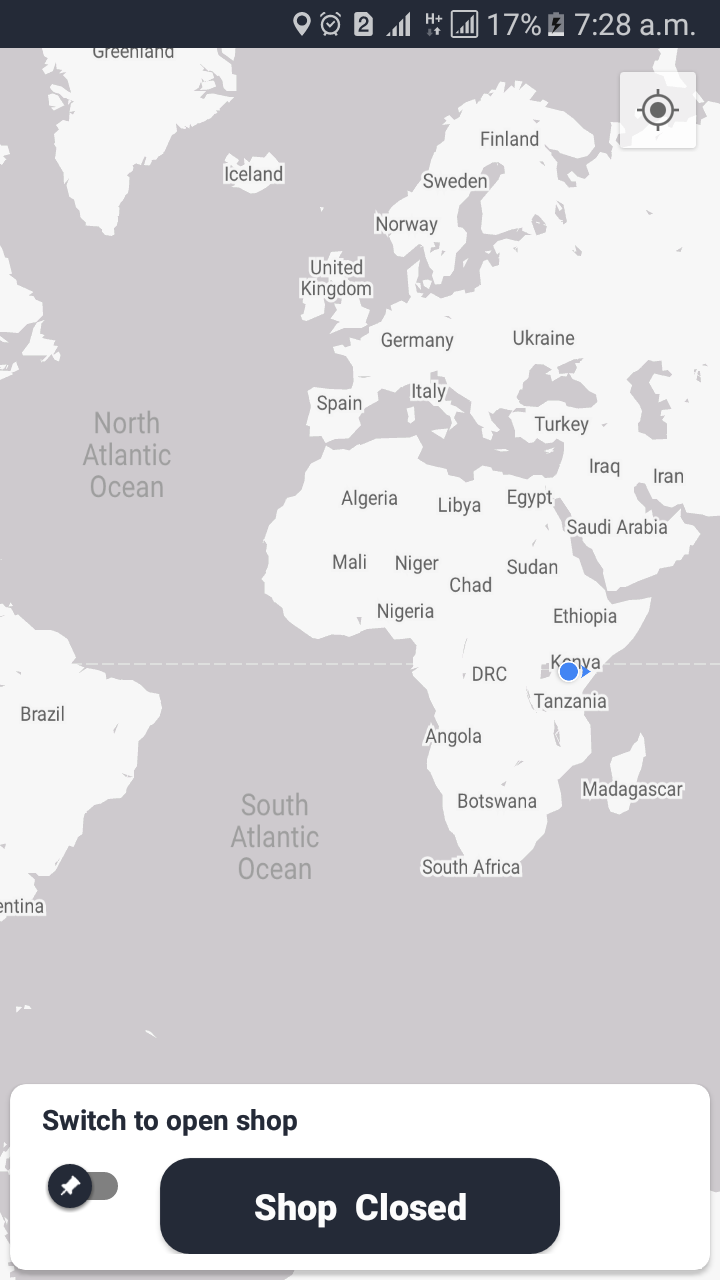 2 H+ 17% 7:28 a.m.
Greenland
Finland
Iceland
Sweden
Norway
United
Kingdom
Germany
Ukraine
Italy
Spain
North
Atlantic
Ocean
Turkey
Iraq
Iran
Algeria
Libya
Egypt
Saudi Arabia
Mali
Niger
Sudan
Chad
Nigeria
Ethiopia
Kenya
DRC
Tanzania
Brazil
Angola
Madagascar
Botswana
South
Atlantic
Ocean
South Africa
entina
Switch to open shop
Shop Closed